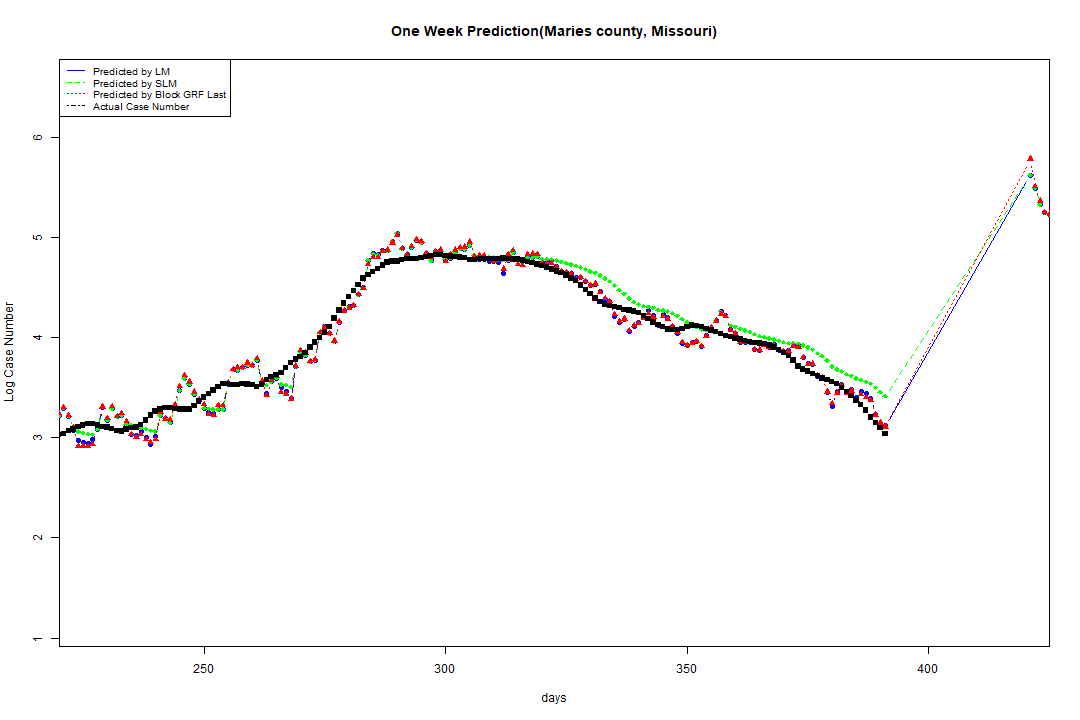 One Week Prediction(Maries county, Missouri)
Predicted by LM
Predicted by SLM
Predicted by Block GRF Last
Actual Case Number
Log Case Number
6
5
4
3
2
1
250
300
350
400
days